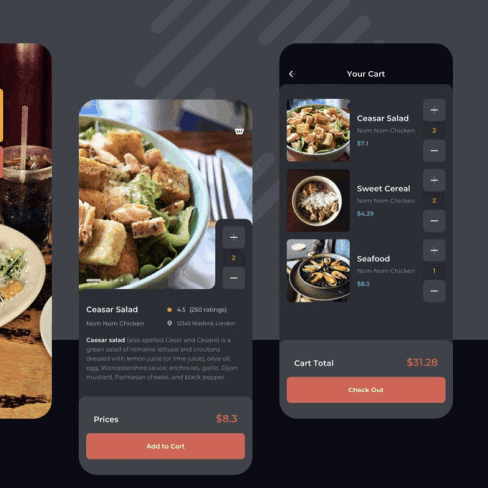 Ceasar Salad
Nom Nom Chicken
4.5 (250 ratings)
12345 Watford, London
Caesar salad (also spelled Cesar and Cesare) is a
green salad of romaine lettuce and croutons
dressed with lemon juice (or lime juice), olive oil,
egg, Worcestershire sauce, anchovies, garlic, Dijon
mustard, Parmesan cheese, and black pepper.
2
Prices
$8.3
Add to Cart
Your Cart
Ceasar Salad
Nom Nom Chicken
$7.1
2
Sweet Cereal
Nom Nom Chicken
$4.39
2
Seafood
Nom Nom Chicken
$8.3
1
Cart Total
$31.28
Check Out